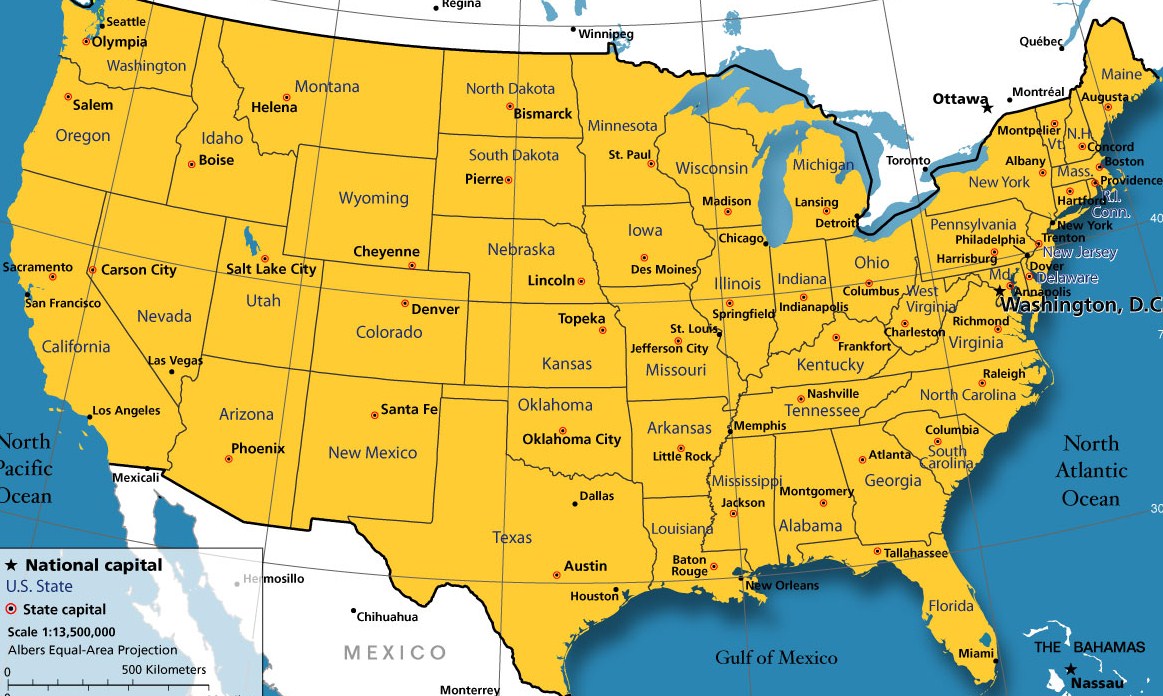 Regina
Winnipeg
Québec
Seattle
Olympia
Washington
Montana
Helena
North Dakota
Bismarck
Minnesota
St. Paul
Maine
Augusta
Ottawa
Montréal
Montpelier
Vt.
N.H.
Concord
Salem
Oregon
Idaho
Boise
South Dakota
Pierre
Wisconsin
Madison
Michigan
Lansing
Detroit
Toronto
Albany
New York
Mass.
Boston
Providence
Hartford
R.I.
Conn.
Wyoming
Cheyenne
Nebraska
Lincoln
Iowa
Des Moines
Chicago
Pennsylvania
Philadelphia
Harrisburg
New York
Trenton
New Jersey
Dover
Delaware
Md.
Annapolis
Washington, D.C
40
Sacramento
Carson City
San Francisco
Nevada
California
Salt Lake City
Utah
Denver
Colorado
Topeka
Kansas
Illinois
Springfield
Indiana
Indianapolis
Ohio
Columbus
West
Virginia
Charleston
Richmond
Virginia
St. Louis
Jefferson City
Missouri
Frankfort
Kentucky
Las Vegas
Los Angeles
Arizona
Phoenix
Santa Fe
New Mexico
Oklahoma
Oklahoma City
Arkansas
Little Rock
Nashville
Tennessee
Memphis
Raleigh
North Carolina
Columbia
South
Carolina
Atlanta
Georgia
Mississippi
Jackson
Montgomery
Alabama
North
Pacific
Ocean
North
Atlantic
Ocean
30
Mexicali
Dallas
Texas
Austin
Houston
Louisiana
Baton
Rouge
New Orleans
Tallahassee
Florida
Miami
Hermosillo
Chihuahua
MEXICO
Monterrey
Gulf of Mexico
THE BAHAMAS
Nassau
National capital
U.S. State
State capital
Scale 1:13,500,000
Albers Equal-Area Projection
0 500 Kilometers
0